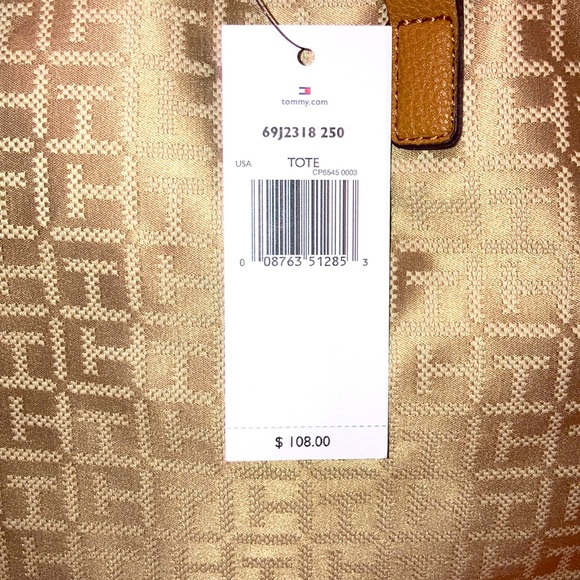 tommy.com
69J2318 250
USA TOTE
CP6545 0003
0 08763 51285 3
$ 108.00